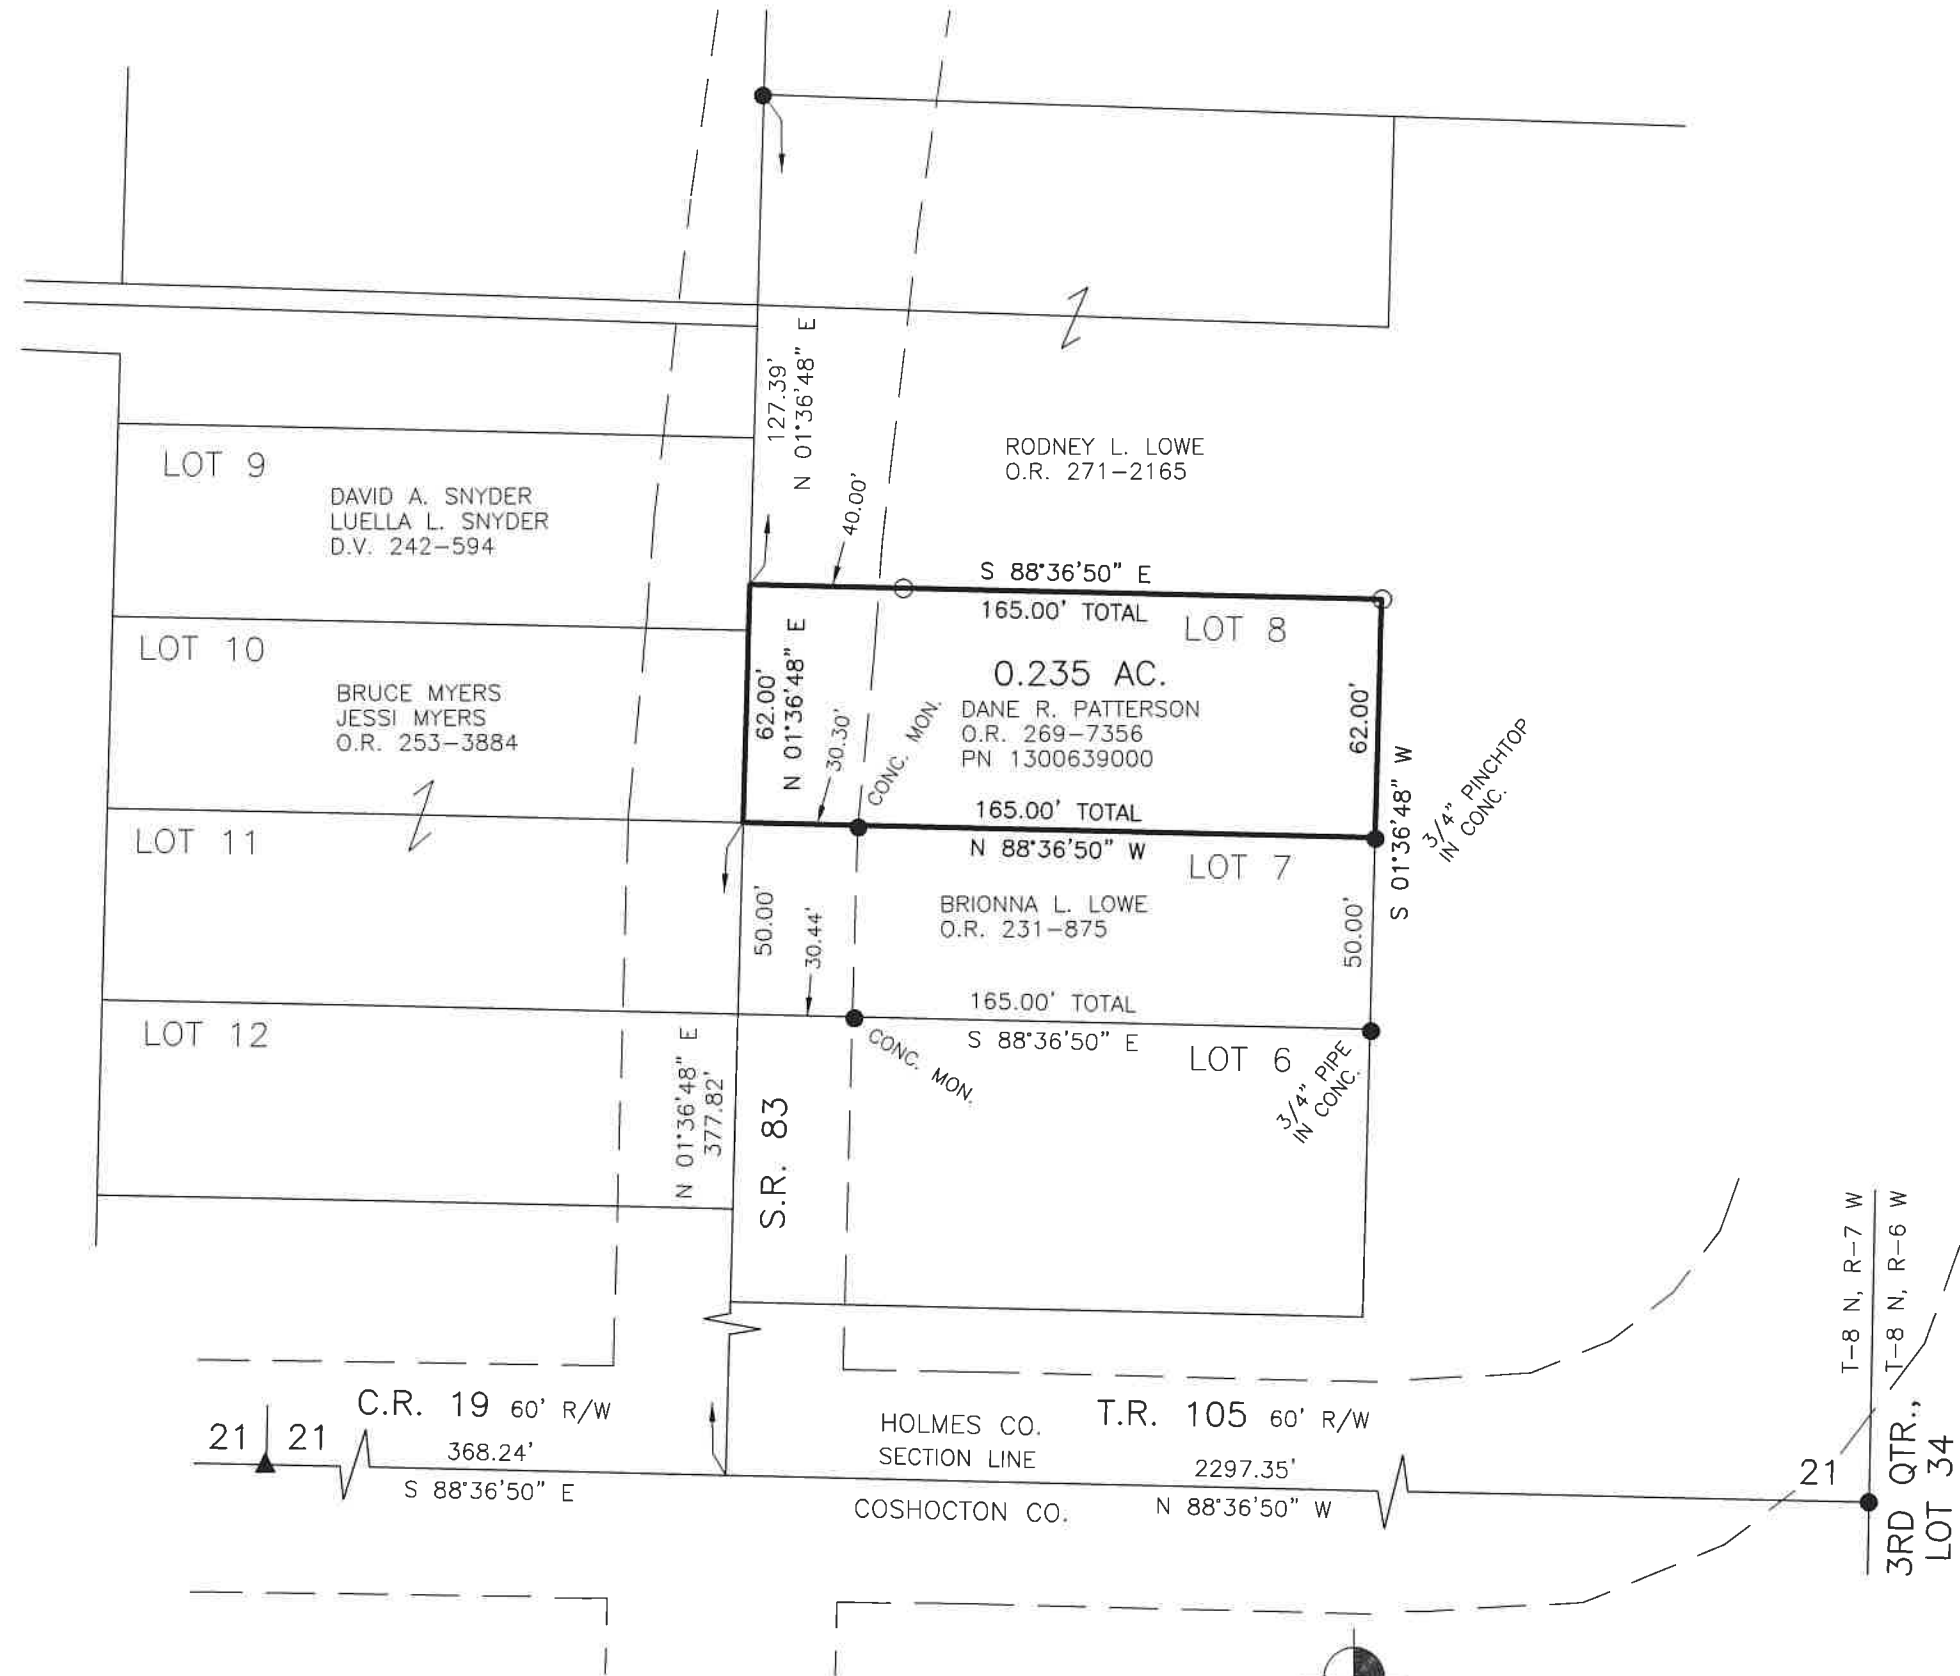 127.39'
N 01°36'48" E
RODNEY L. LOWE
O.R. 271-2165
LOT 9
DAVID A. SNYDER
LUELLA L. SNYDER
D.V. 242-594
40.00'
S 88°36'50" E
165.00' TOTAL
LOT 8
LOT 10
BRUCE MYERS
JESSI MYERS
O.R. 253-3884
62.00'
N 01°36'48" E
30.30'
CONC. MON.
0.235 AC.
DANE R. PATTERSON
O.R. 269-7356
PN 1300639000
62.00'
S 01°36'48" W
3/4" PINCHTOP
IN CONC.
165.00' TOTAL
N 88°36'50" W
LOT 11
LOT 7
BRIONNA L. LOWE
O.R. 231-875
50.00'
30.44'
50.00'
165.00' TOTAL
S 88°36'50" E
LOT 12
CONC. MON.
LOT 6
3/4" PIPE
IN CONC.
N 01°36'48" E
377.82'
S.R. 83
T-8 N, R-7 W
T-8 N, R-6 W
C.R. 19 60' R/W
T.R. 105 60' R/W
HOLMES CO.
SECTION LINE
21 21
368.24'
S 88°36'50" E
2297.35'
N 88°36'50" W
COSHOCTON CO.
21
3RD QTR.,
LOT 34